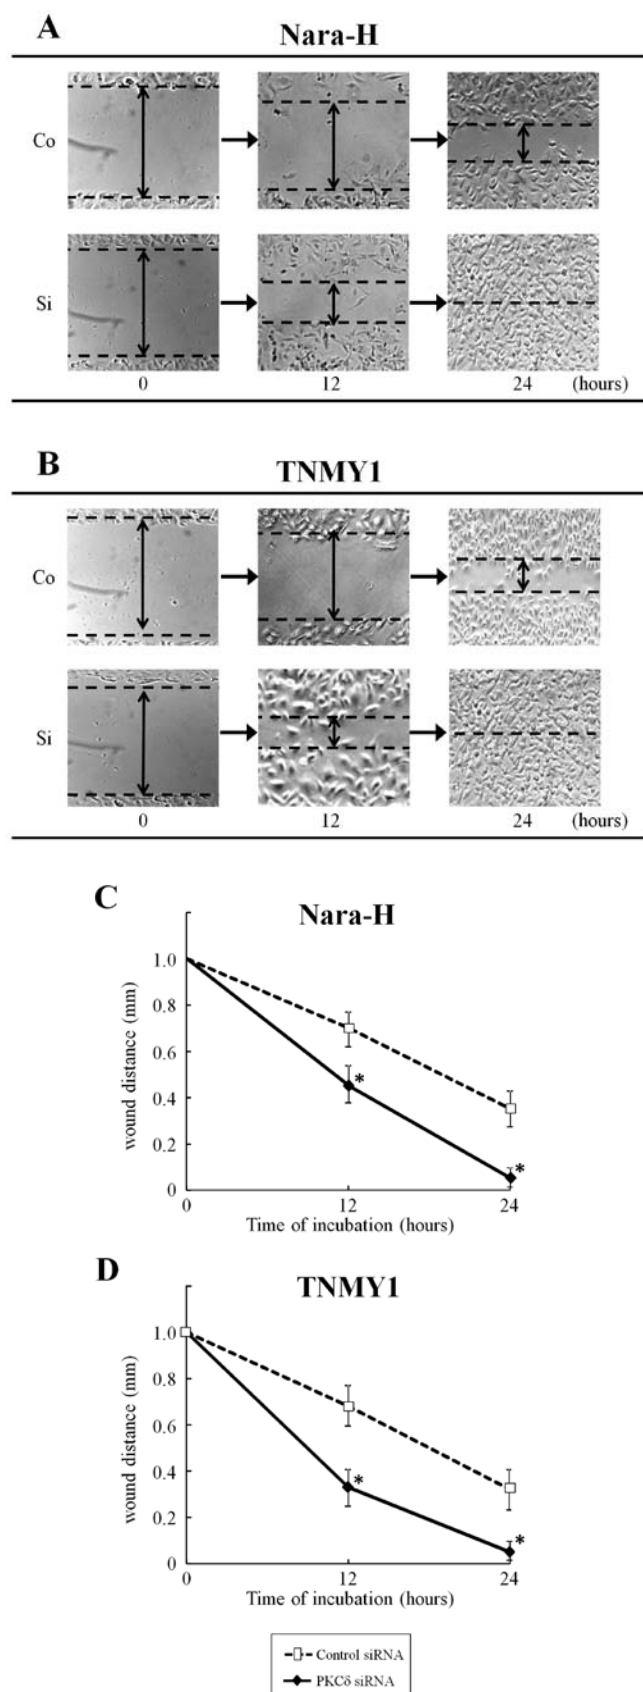 A
Nara-H
Co
Si
0 12 24 (hours)
B
TNMY1
Co
Si
0 12 24 (hours)
C
Nara-H
wound distance (mm)
1.0
0.8
0.6
0.4
0.2
0
*
*
0 12 24
Time of incubation (hours)
D
TNMY1
wound distance (mm)
1.0
0.8
0.6
0.4
0.2
0
*
*
0 12 24
Time of incubation (hours)
Control siRNA
PKCδ siRNA